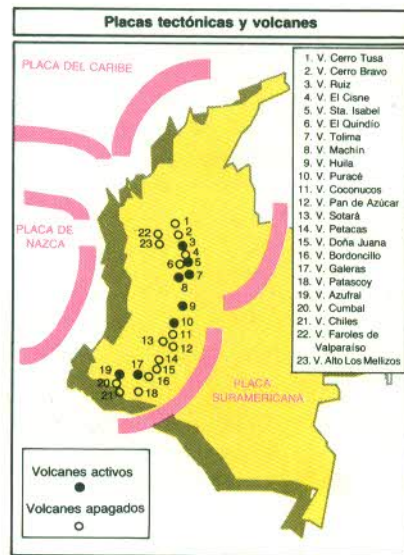 Placas tectónicas y volcanes
PLACA DEL CARIBE
PLACA DE
NAZCA
PLACA
SURAMERICANA
1. V. Cerro Tusa
2. V. Cerro Bravo
3. V. Ruiz
4. V. El Cisne
5. V. Sta. Isabel
6. V. El Quindío
7. V. Tolima
8. V. Machín
9. V. Huila
10. V. Puracé
11. V. Coconucos
12. V. Pan de Azúcar
13. V. Sotará
14. V. Petacas
15. V. Doña Juana
16. V. Bordoncillo
17. V. Galeras
18. V. Patascoy
19. V. Azufral
20. V. Cumbal
21. V. Chiles
22. V. Faroles de
Valparaíso
23. V. Alto Los Mellizos
1
22
2
23
3
4
6
5
7
8
9
10
11
13
12
14
19
17
15
20
16
21
18
Volcanes activos
Volcanes apagados